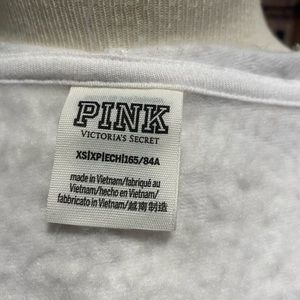 PINK
VICTORIA'S SECRET
XS|XP|ECH|165/84A
made in Vietnam/fabriqué au
Vietnam/hecho en Vietnam/
fabbricato in Vietnam/越南制造